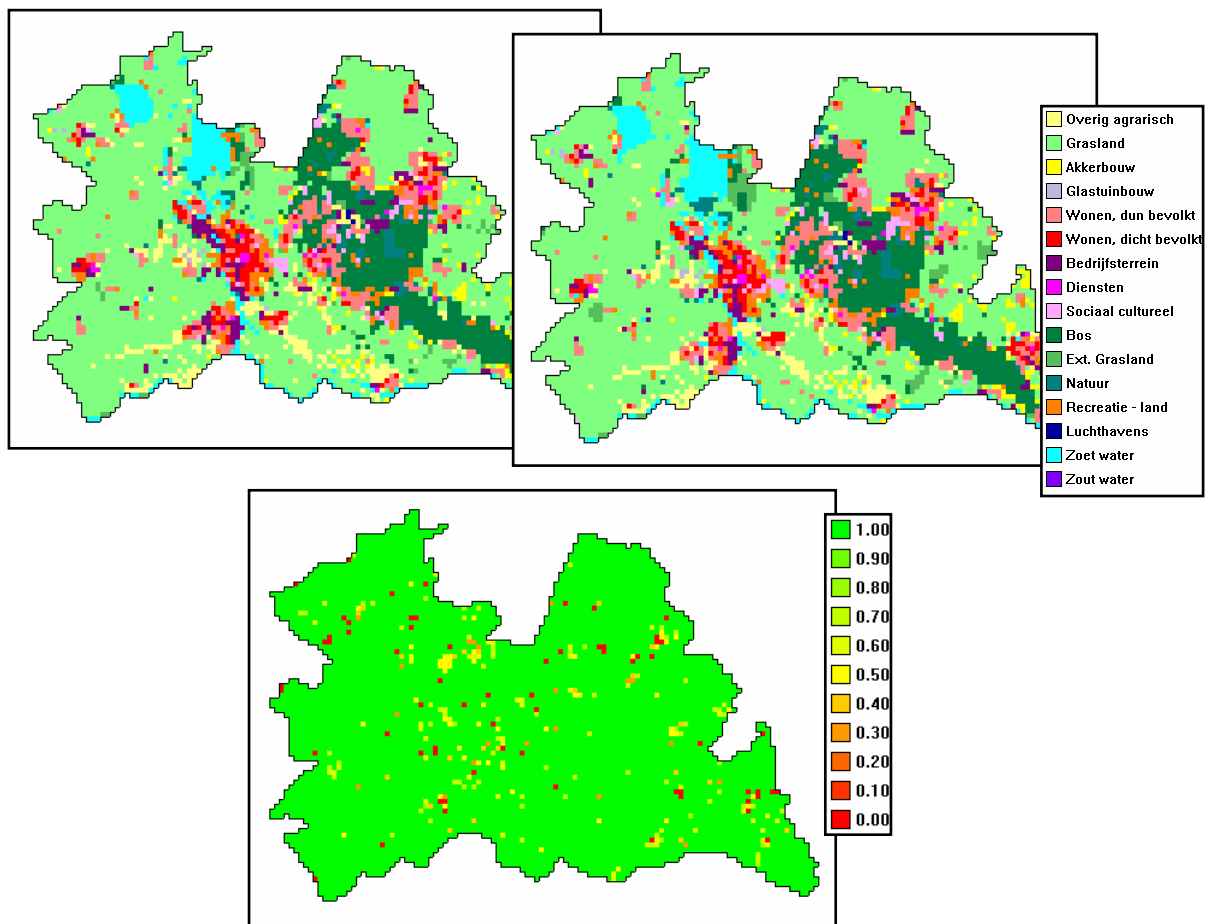 Overig agrarisch
Grasland
Akkerbouw
Glastuinbouw
Wonen, dun bevolkt
Wonen, dicht bevolkt
Bedrijfsterrein
Diensten
Sociaal cultureel
Bos
Ext. Grasland
Natuur
Recreatie - land
Luchthavens
Zoet water
Zout water
1.00
0.90
0.80
0.70
0.60
0.50
0.40
0.30
0.20
0.10
0.00